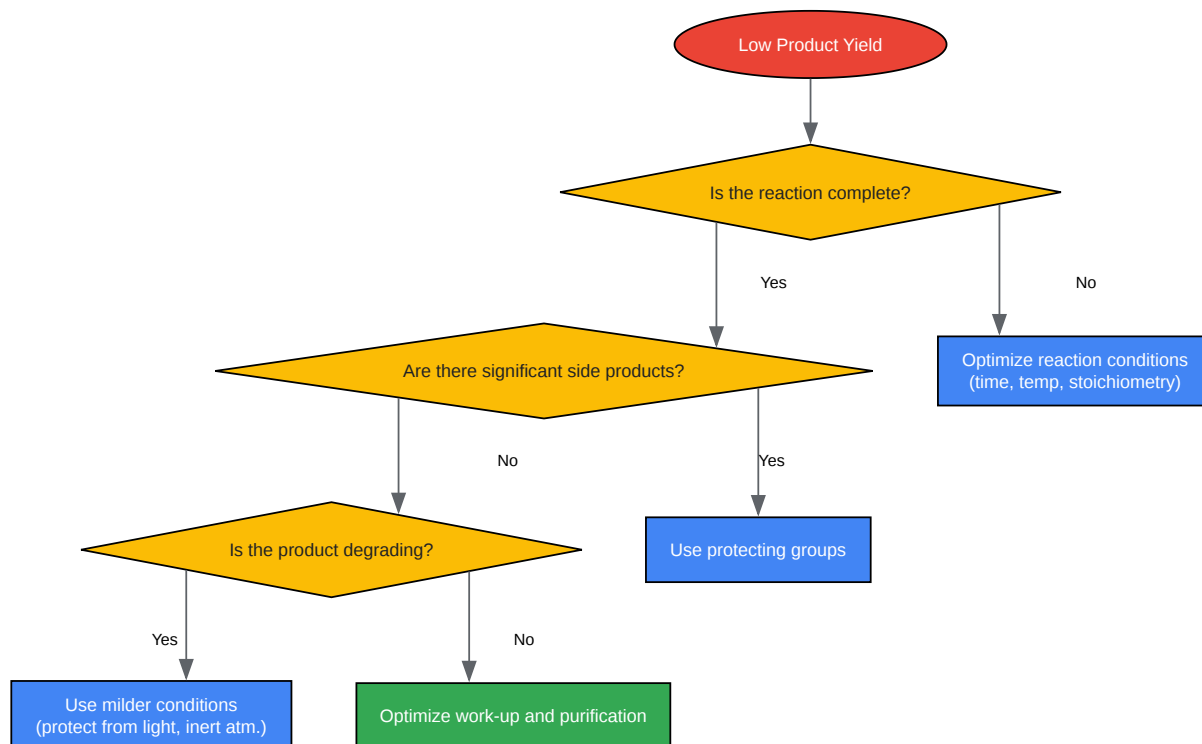 Low Product Yield
Is the reaction complete?
Yes
No
Optimize reaction conditions
(time, temp, stoichiometry)
Are there significant side products?
No
Yes
Use protecting groups
Is the product degrading?
Yes
No
Use milder conditions
(protect from light, inert atm.)
Optimize work-up and purification